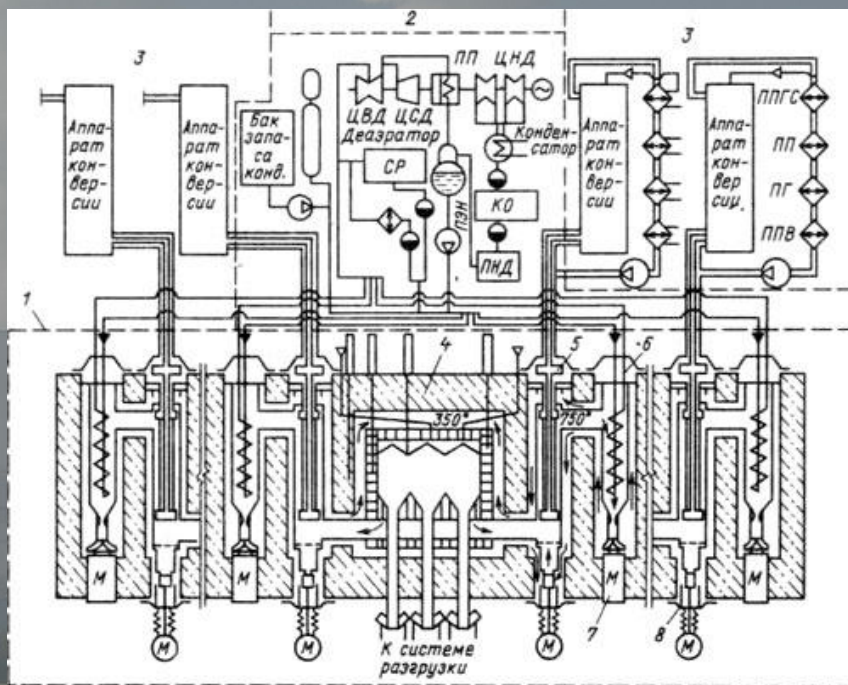 2
3
3
ПП
ЦНД
ЦВД
ЦСД
Деаэратор
Бак
запа-
са
конд.
СР
ПЭН
Конден-
сатор
КО
ПНД
Аппа-
рат
кон-
вер-
сии
Аппа-
рат
кон-
вер-
сии
Аппа-
рат
кон-
вер-
сии
Аппа-
рат
кон
вер-
сии.
ППГС
ПП
ПГ
ППВ
1
4
5
6
350°
750°
М
М
М
М
7
8
М
М
М
М
К системе
разгрузки